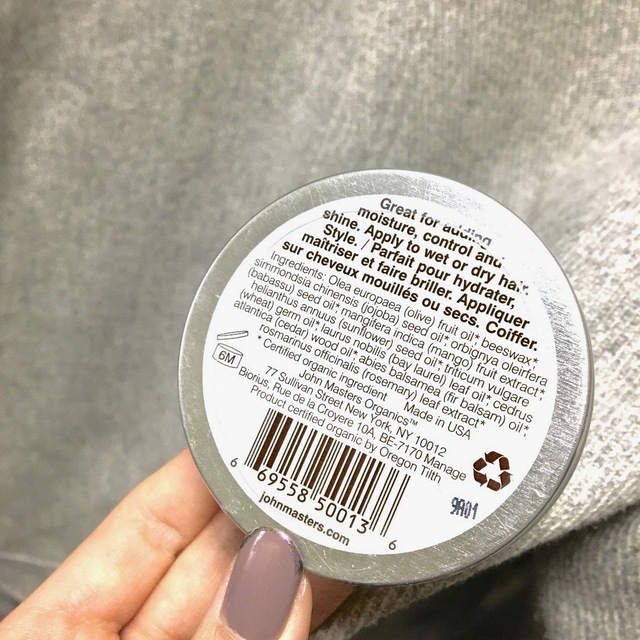 Great for adding
moisture, control and
shine. Apply to wet or dry hair.
Style. / Parfait pour hydrater,
maîtriser et faire briller. Appliquer
sur cheveux mouillés ou secs. Coiffer.
Ingredients: Olea europaea (olive) fruit oil*, beeswax*,
simmondsia chinensis (jojoba) seed oil*, orbignya oleifera
(babassu) seed oil*, mangifera indica (mango) fruit extract*,
helianthus annuus (sunflower) seed oil*, triticum vulgare
(wheat) germ oil*, laurus nobilis (bay laurel) leaf oil*, cedrus
atlantica (cedar) wood oil*, abies balsamea (fir balsam) oil*,
rosmarinus officinalis (rosemary) leaf extract*
* Certified organic ingredient Made in USA
John Masters Organics™
77 Sullivan Street New York, NY 10012
Biorius, Rue de la Croyere 10A, BE-7170 Manage
Product certified organic by Oregon Tilth
6M
6 69558 50013 6
johnmasters.com
9A01